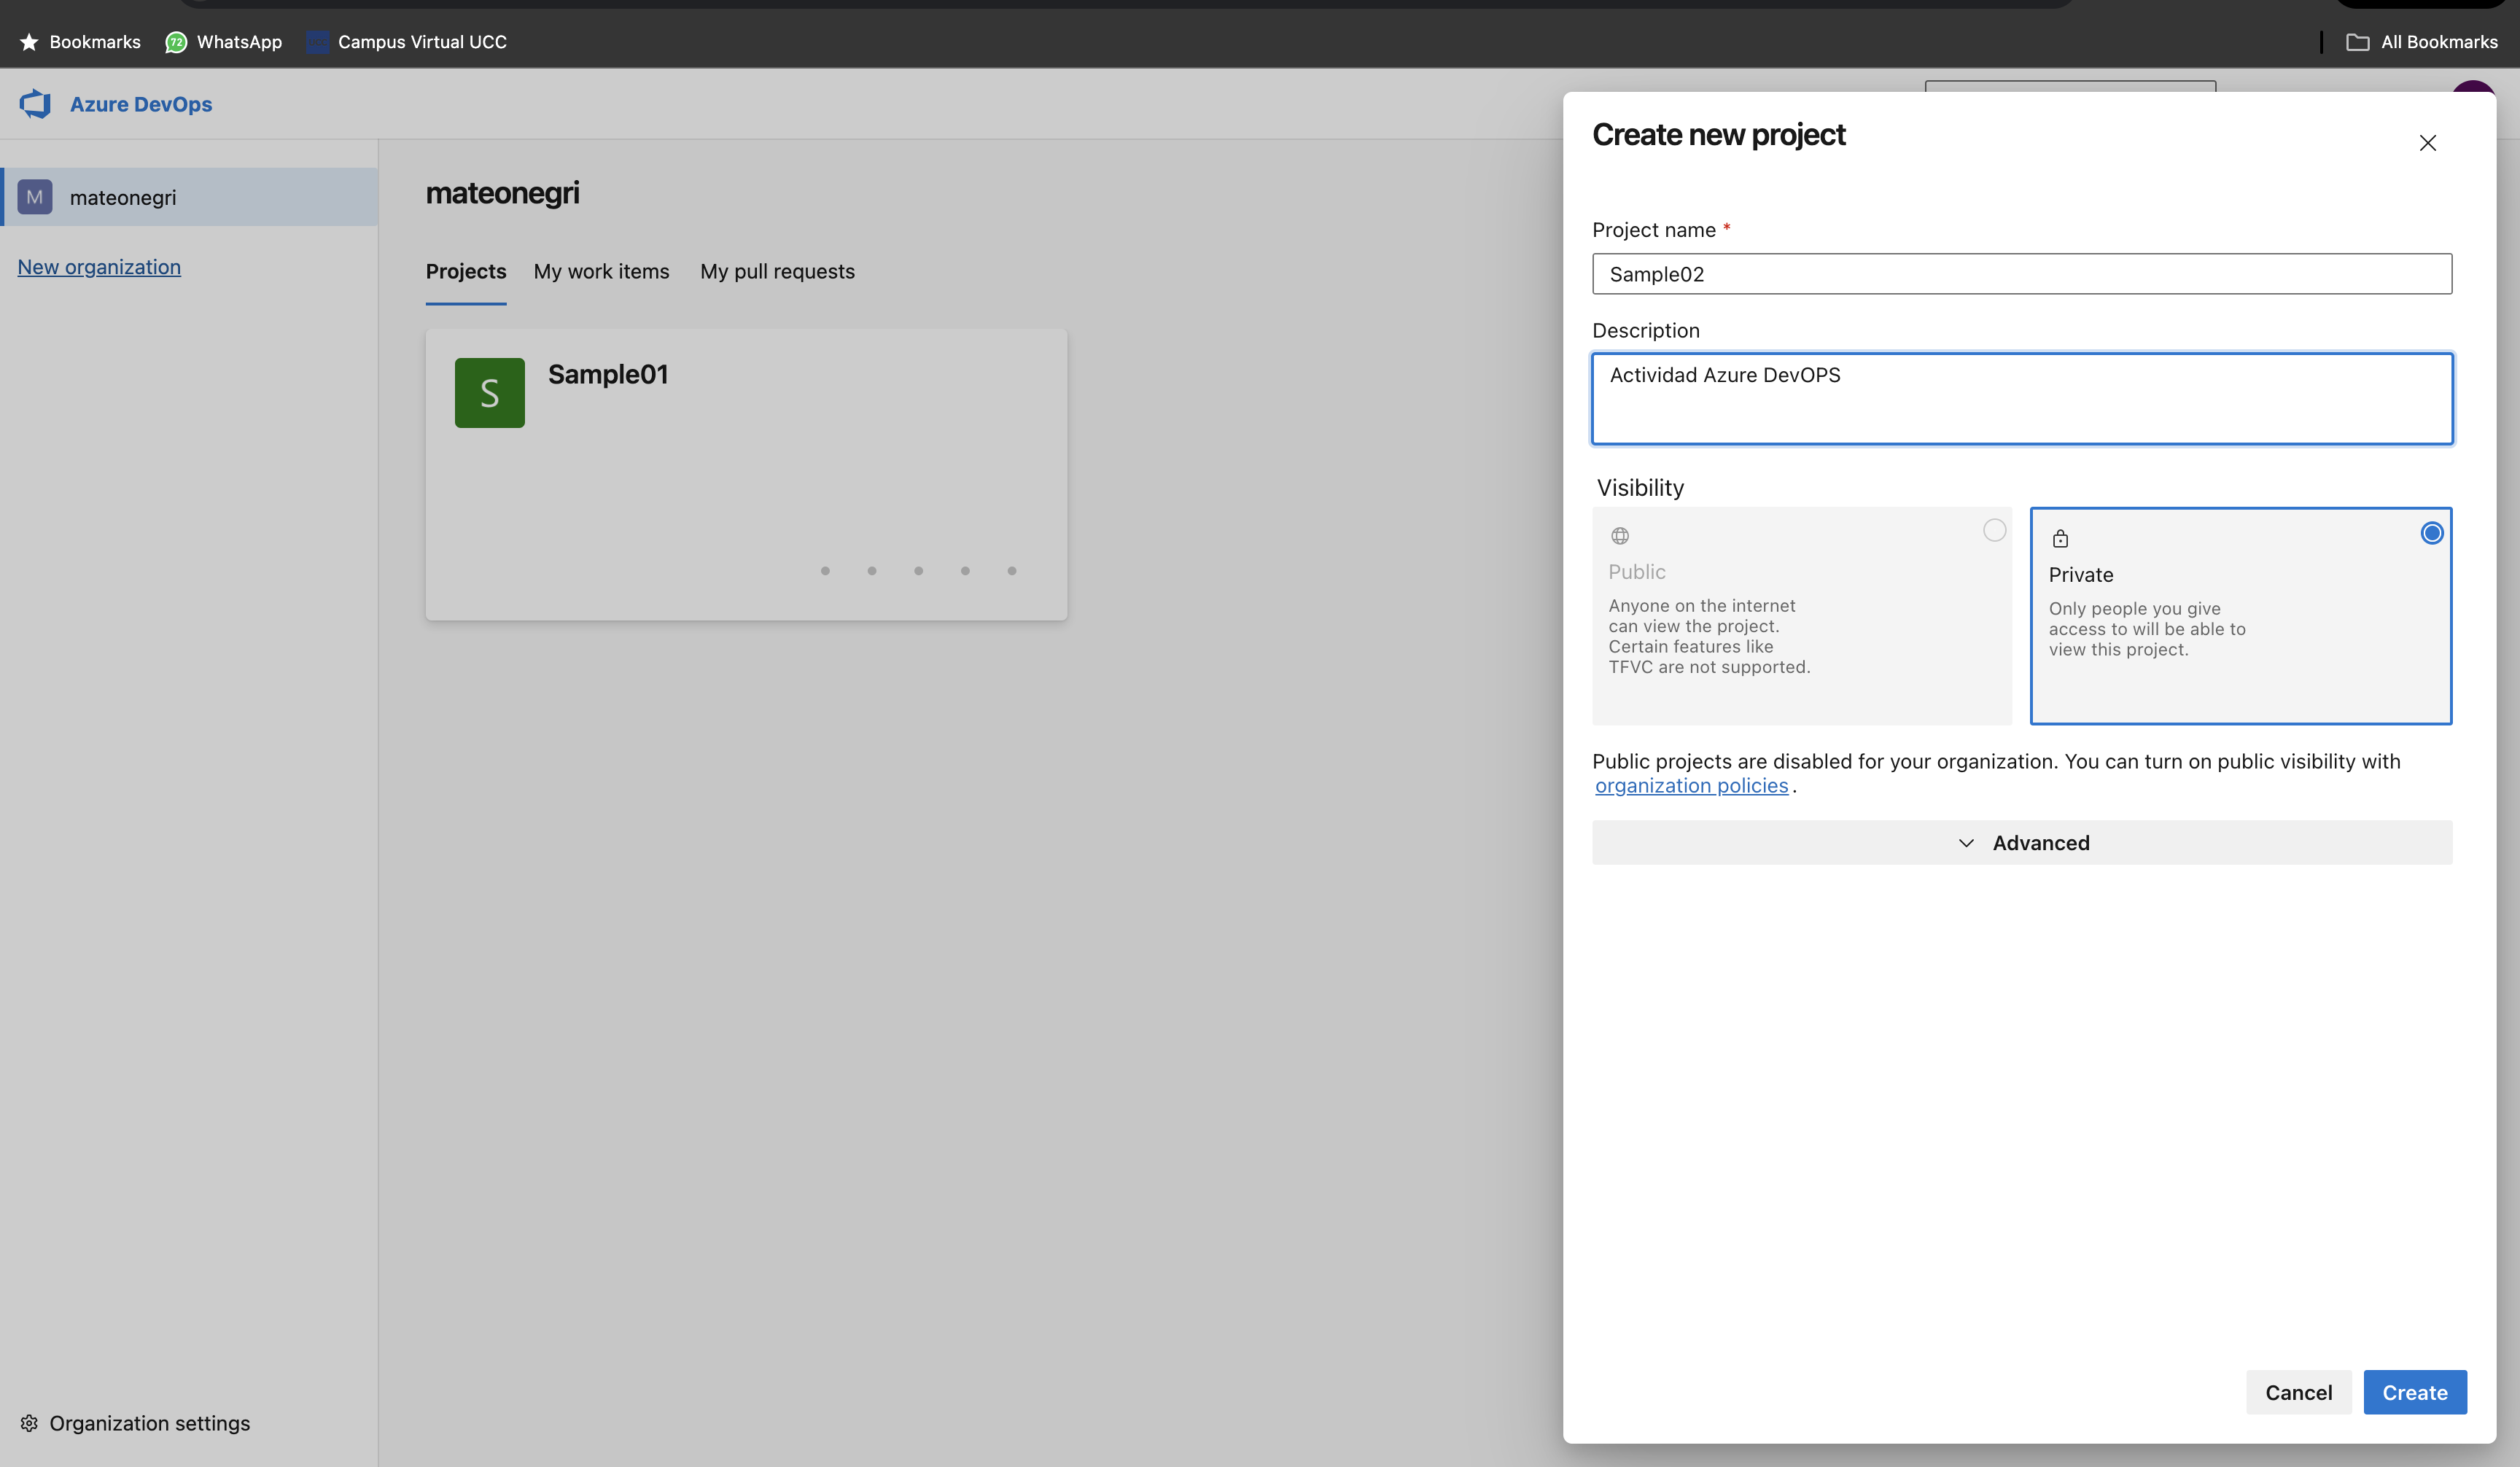 Bookmarks
72
WhatsApp
Campus Virtual UCC
All Bookmarks
Azure DevOps
M
mateonegri
New organization
mateonegri
Projects
My work items
My pull requests
S
Sample01
Organization settings
Create new project
Project name *
Sample02
Description
Actividad Azure DevOPS
Visibility
Public
Anyone on the internet
can view the project.
Certain features like
TFVC are not supported.
Private
Only people you give
access to will be able to
view this project.
Public projects are disabled for your organization. You can turn on public visibility with
organization policies.
Advanced
Cancel
Create